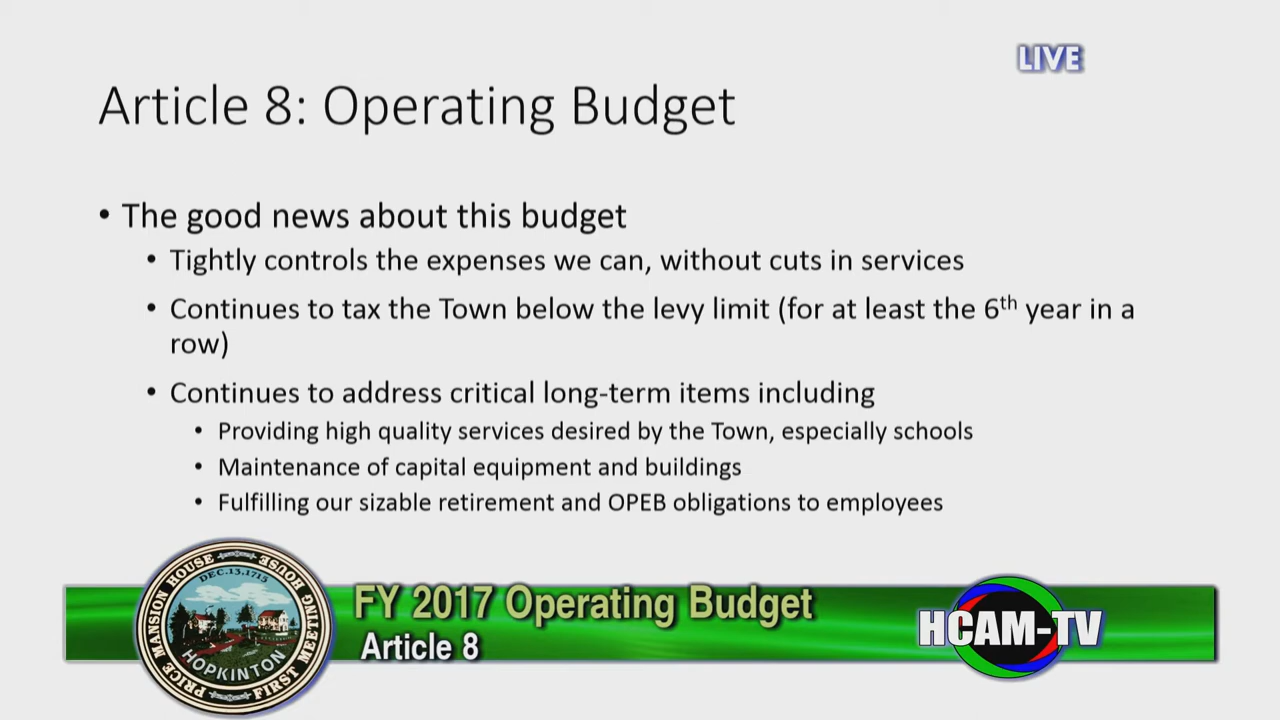 LIVE
Article 8: Operating Budget
• The good news about this budget
• Tightly controls the expenses we can, without cuts in services
• Continues to tax the Town below the levy limit (for at least the 6th year in a
row)
• Continues to address critical long-term items including
• Providing high quality services desired by the Town, especially schools
• Maintenance of capital equipment and buildings
• Fulfilling our sizable retirement and OPEB obligations to employees
PRICE MANSION HOUSE
HOUSE FIRST MEETING
DEC.13.1715
HOPKINTON
FY 2017 Operating Budget
Article 8
HCAM-TV